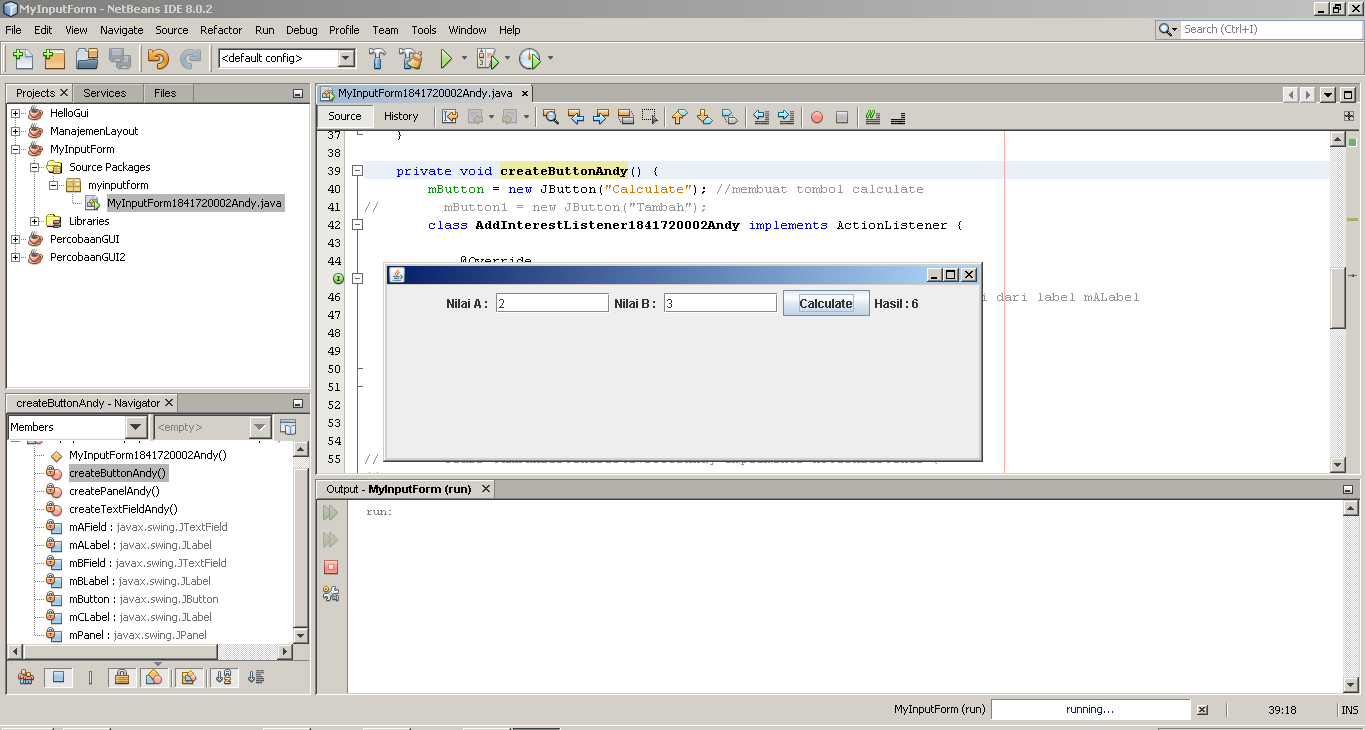 MyInputForm - NetBeans IDE 8.0.2
File Edit View Navigate Source Refactor Run Debug Profile Team Tools Window Help
Search (Ctrl+I)
<default config>
Projects Services Files
HelloGui
ManajemenLayout
MyInputForm
Source Packages
myinputform
MyInputForm1841720002Andy.java
Libraries
PercobaanGUI
PercobaanGUI2
createButtonAndy - Navigator
Members <empty>
MyInputForm1841720002Andy()
createButtonAndy()
createPanelAndy()
createTextFieldAndy()
mAField : javax.swing.JTextField
mALabel : javax.swing.JLabel
mBField : javax.swing.JTextField
mBLabel : javax.swing.JLabel
mButton : javax.swing.JButton
mCLabel : javax.swing.JLabel
mPanel : javax.swing.JPanel
MyInputForm1841720002Andy.java
Source History
37 }
38
39 private void createButtonAndy() {
40 mButton = new JButton("Calculate"); //membuat tombol calculate
41 // mButton1 = new JButton("Tambah");
42 class AddInterestListener1841720002Andy implements ActionListener {
43
44 @Override
46 dari label mALabel
47
48
49
50
51
52
53
54
55 //
Nilai A : 2 Nilai B : 3 Calculate Hasil : 6
Output - MyInputForm (run)
run:
MyInputForm (run) running... 39:18 INS